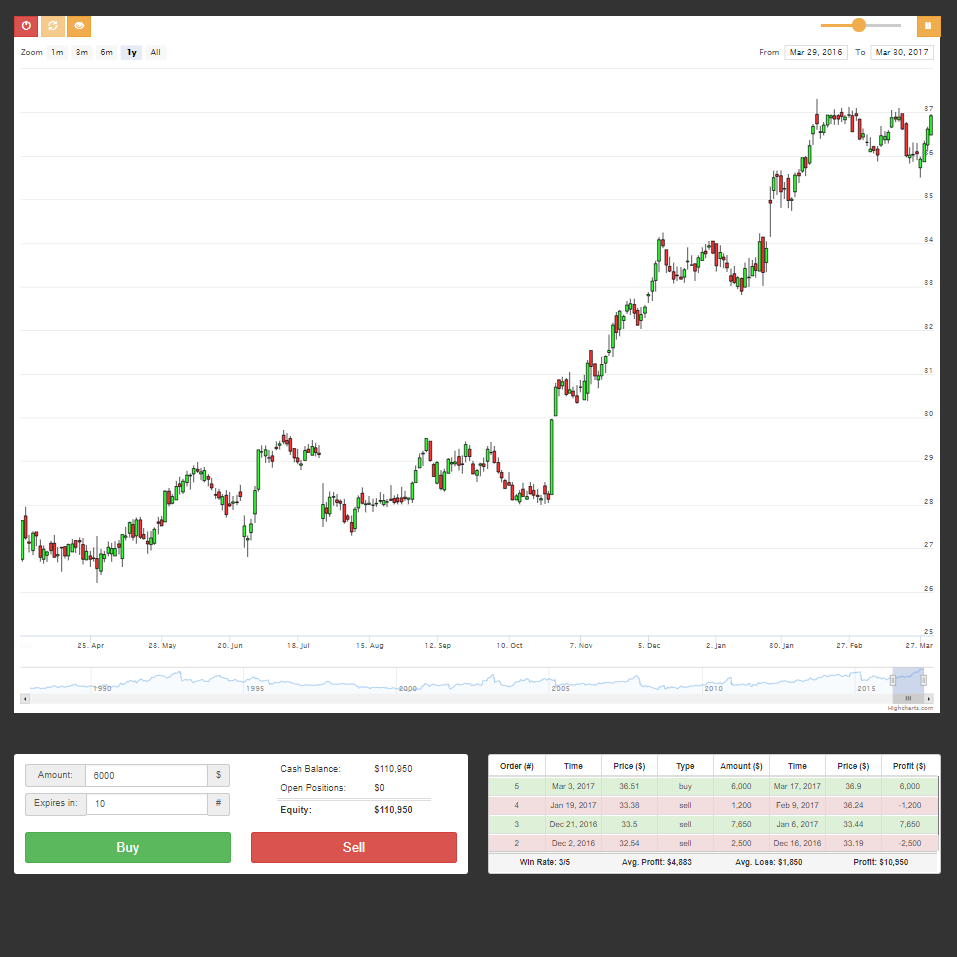 Zoom 1m 3m 6m 1y All From Mar 29, 2016 To Mar 30, 2017
37
36
35
34
33
32
31
30
29
28
27
26
25
25. Apr 23. May 20. Jun 18. Jul 15. Aug 12. Sep 10. Oct 7. Nov 5. Dec 2. Jan 30. Jan 27. Feb 27. Mar
1990 1995 2000 2005 2010 2015
Highcharts.com
Amount: 6000 $
Expires in: 10 #
Buy
Cash Balance: $110,950
Open Positions: $0
Equity: $110,950
Sell
Order (#) Time Price ($) Type Amount ($) Time Price ($) Profit ($)
5 Mar 3, 2017 36.51 buy 6,000 Mar 17, 2017 36.9 6,000
4 Jan 19, 2017 33.38 sell 1,200 Feb 9, 2017 36.24 -1,200
3 Dec 21, 2016 33.5 sell 7,650 Jan 6, 2017 33.44 7,650
2 Dec 2, 2016 32.54 sell 2,500 Dec 16, 2016 33.19 -2,500
Win Rate: 3/5 Avg. Profit: $4,883 Avg. Loss: $1,850 Profit: $10,950